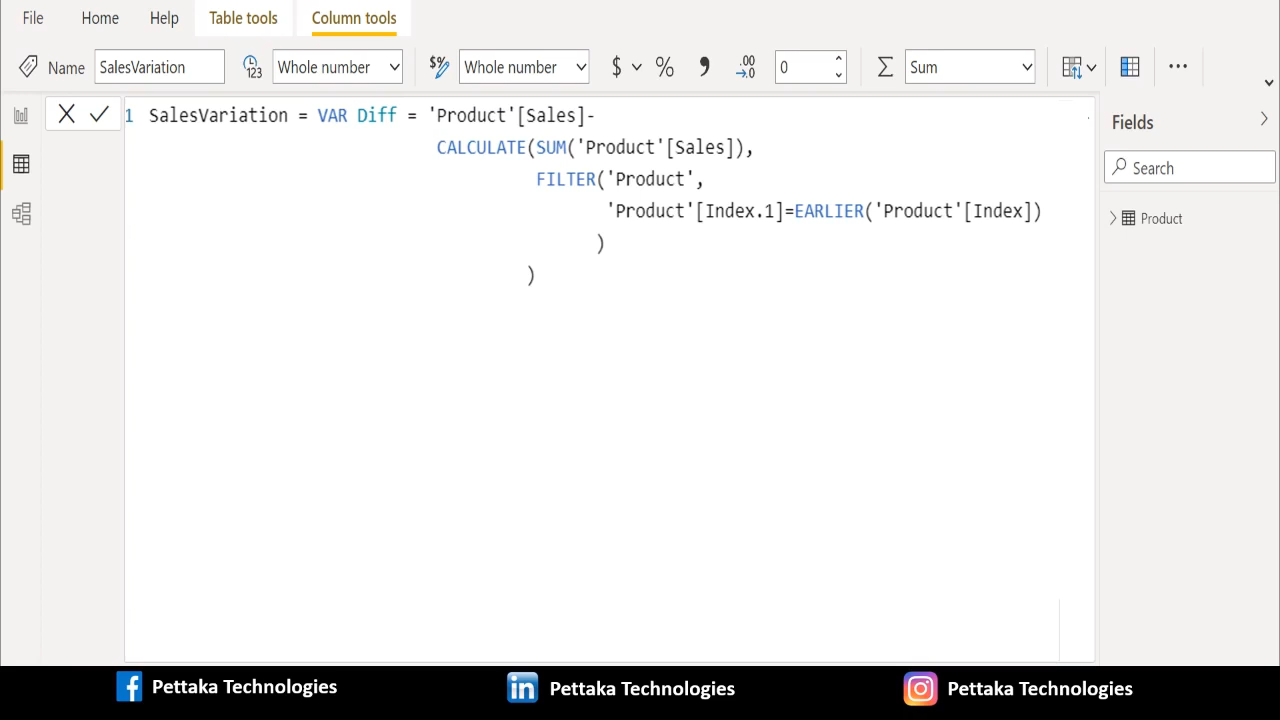 File Home Help Table tools Column tools
Name SalesVariation 123 Whole number $% Whole number $ % , .00 0 Sum
1 SalesVariation = VAR Diff = 'Product'[Sales]-
CALCULATE(SUM('Product'[Sales]),
FILTER('Product',
'Product'[Index.1]=EARLIER('Product'[Index])
)
)
Fields
Search
Product
Pettaka Technologies Pettaka Technologies Pettaka Technologies